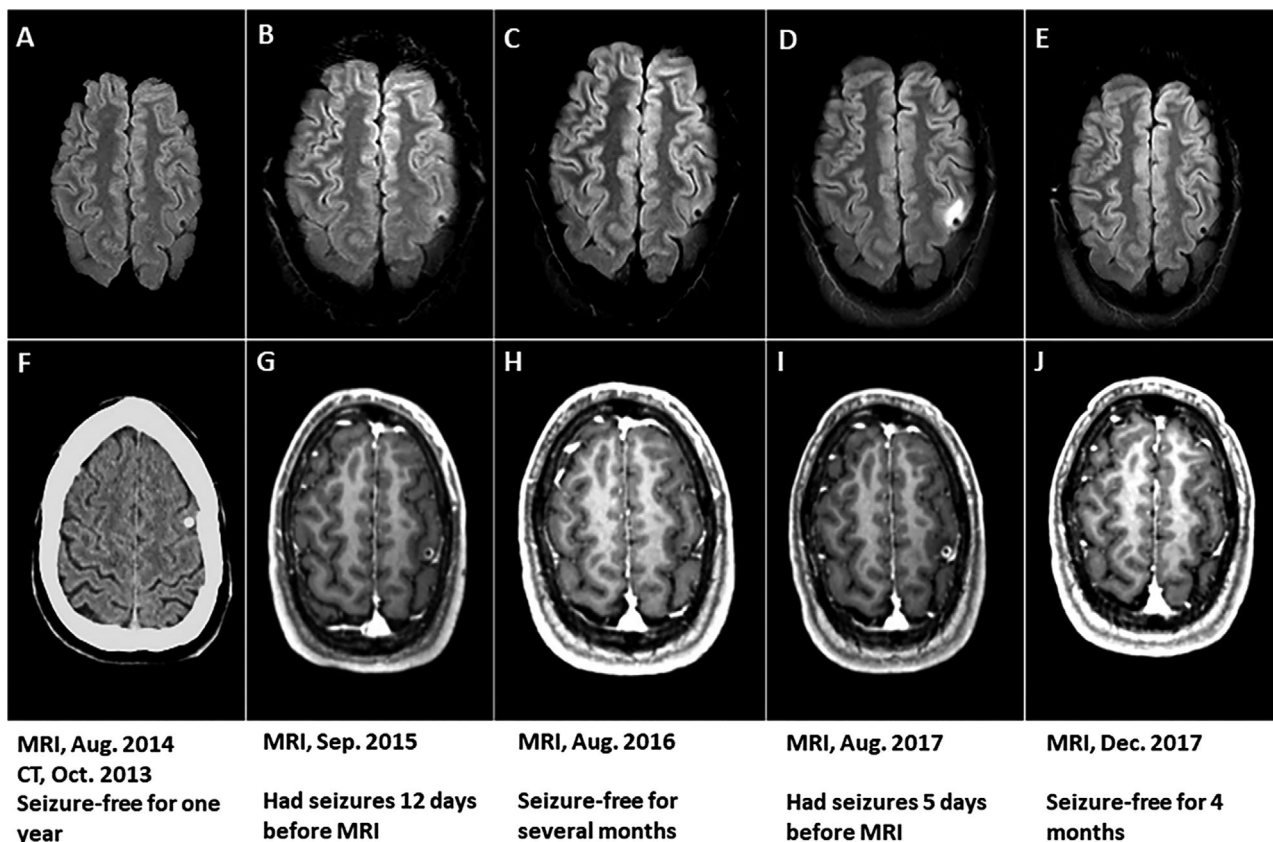 A
B
C
D
E
F
G
H
I
J
MRI, Aug. 2014
CT, Oct. 2013
Seizure-free for one
year
MRI, Sep. 2015
Had seizures 12 days
before MRI
MRI, Aug. 2016
Seizure-free for
several months
MRI, Aug. 2017
Had seizures 5 days
before MRI
MRI, Dec. 2017
Seizure-free for 4
months